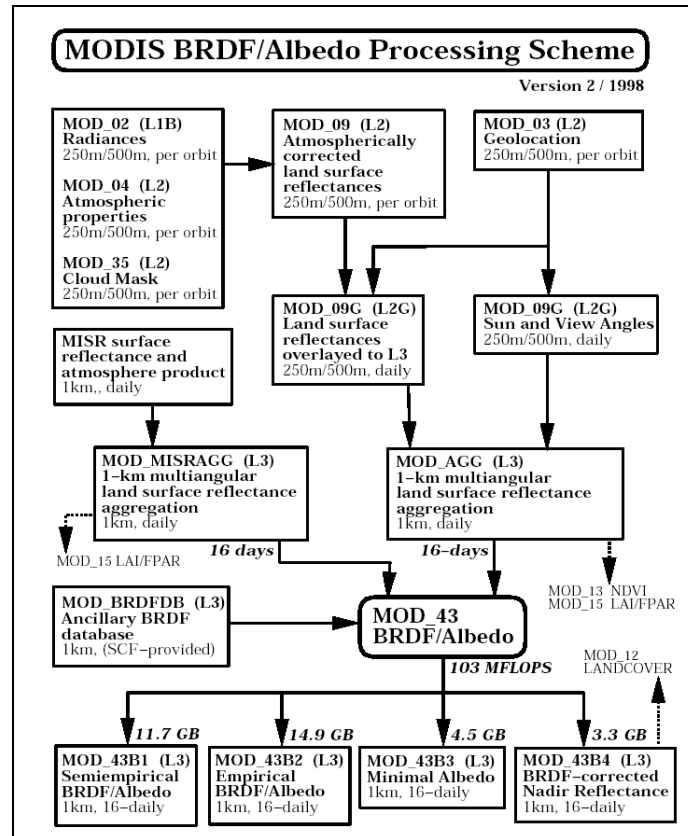 MODIS BRDF/Albedo Processing Scheme
Version 2 / 1998
MOD_02 (L1B)
Radiances
250m/500m, per orbit
MOD_04 (L2)
Atmospheric
properties
250m/500m, per orbit
MOD_35 (L2)
Cloud Mask
250m/500m, per orbit
MOD_09 (L2)
Atmospherically
corrected
land surface
reflectances
250m/500m, per orbit
MOD_03 (L2)
Geolocation
250m/500m, per orbit
MISR surface
reflectance and
atmosphere product
1km,, daily
MOD_09G (L2G)
Land surface
reflectances
overlayed to L3
250m/500m, daily
MOD_09G (L2G)
Sun and View Angles
250m/500m, daily
MOD_MISRAGG (L3)
1-km multiangular
land surface reflectance
aggregation
1km, daily
MOD_AGG (L3)
1-km multiangular
land surface reflectance
aggregation
1km, daily
16 days
16-days
MOD_15 LAI/FPAR
MOD_13 NDVI
MOD_15 LAI/FPAR
MOD_BRDFDB (L3)
Ancillary BRDF
database
1km, (SCF-provided)
MOD_43
BRDF/Albedo
103 MFLOPS
MOD_12
LANDCOVER
11.7 GB
14.9 GB
4.5 GB
3.3 GB
MOD_43B1 (L3)
Semiempirical
BRDF/Albedo
1km, 16-daily
MOD_43B2 (L3)
Empirical
BRDF/Albedo
1km, 16-daily
MOD_43B3 (L3)
Minimal Albedo
1km, 16-daily
MOD_43B4 (L3)
BRDF-corrected
Nadir Reflectance
1km, 16-daily